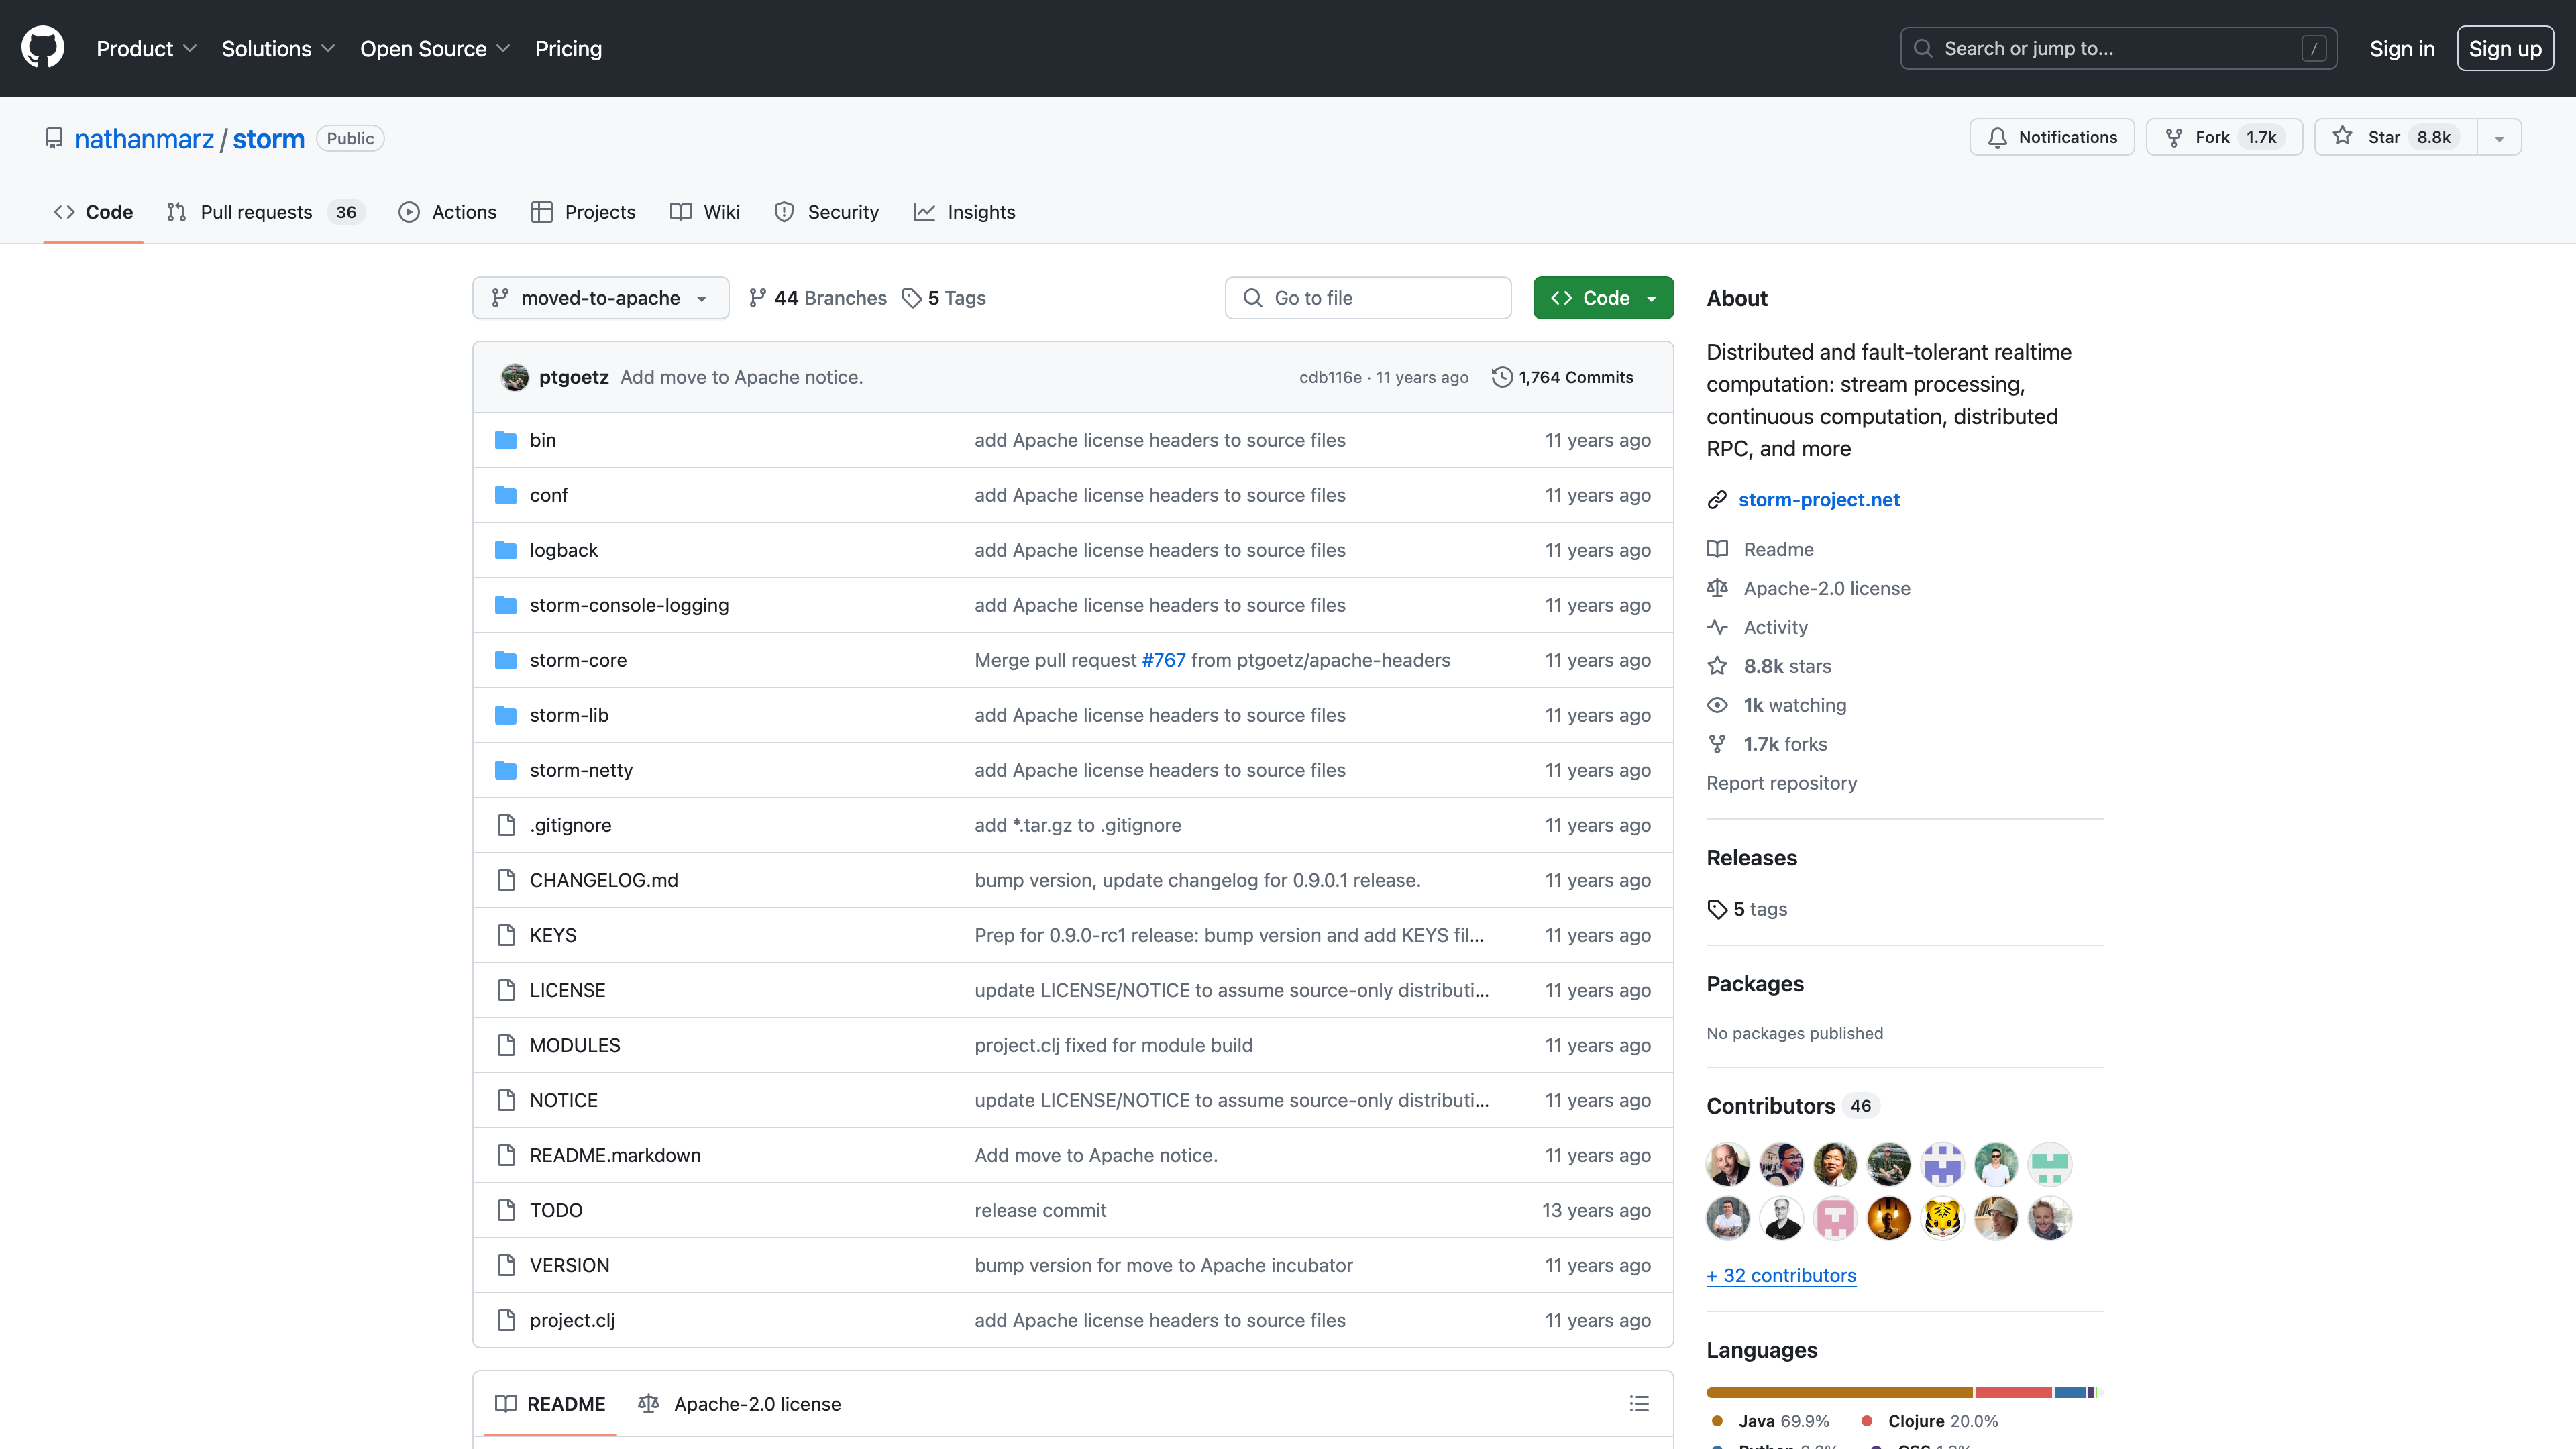 Product Solutions Open Source Pricing Search or jump to... / Sign in Sign up
nathanmarz / storm Public Notifications Fork 1.7k Star 8.8k
Code Pull requests 36 Actions Projects Wiki Security Insights
moved-to-apache 44 Branches 5 Tags Go to file Code
ptgoetz Add move to Apache notice. cdb116e · 11 years ago 1,764 Commits
bin add Apache license headers to source files 11 years ago
conf add Apache license headers to source files 11 years ago
logback add Apache license headers to source files 11 years ago
storm-console-logging add Apache license headers to source files 11 years ago
storm-core Merge pull request #767 from ptgoetz/apache-headers 11 years ago
storm-lib add Apache license headers to source files 11 years ago
storm-netty add Apache license headers to source files 11 years ago
.gitignore add *.tar.gz to .gitignore 11 years ago
CHANGELOG.md bump version, update changelog for 0.9.0.1 release. 11 years ago
KEYS Prep for 0.9.0-rc1 release: bump version and add KEYS fil... 11 years ago
LICENSE update LICENSE/NOTICE to assume source-only distributi... 11 years ago
MODULES project.clj fixed for module build 11 years ago
NOTICE update LICENSE/NOTICE to assume source-only distributi... 11 years ago
README.markdown Add move to Apache notice. 11 years ago
TODO release commit 13 years ago
VERSION bump version for move to Apache incubator 11 years ago
project.clj add Apache license headers to source files 11 years ago
README Apache-2.0 license
About
Distributed and fault-tolerant realtime
computation: stream processing,
continuous computation, distributed
RPC, and more
storm-project.net
Readme
Apache-2.0 license
Activity
8.8k stars
1k watching
1.7k forks
Report repository
Releases
5 tags
Packages
No packages published
Contributors 46
+ 32 contributors
Languages
Java 69.9% Clojure 20.0%